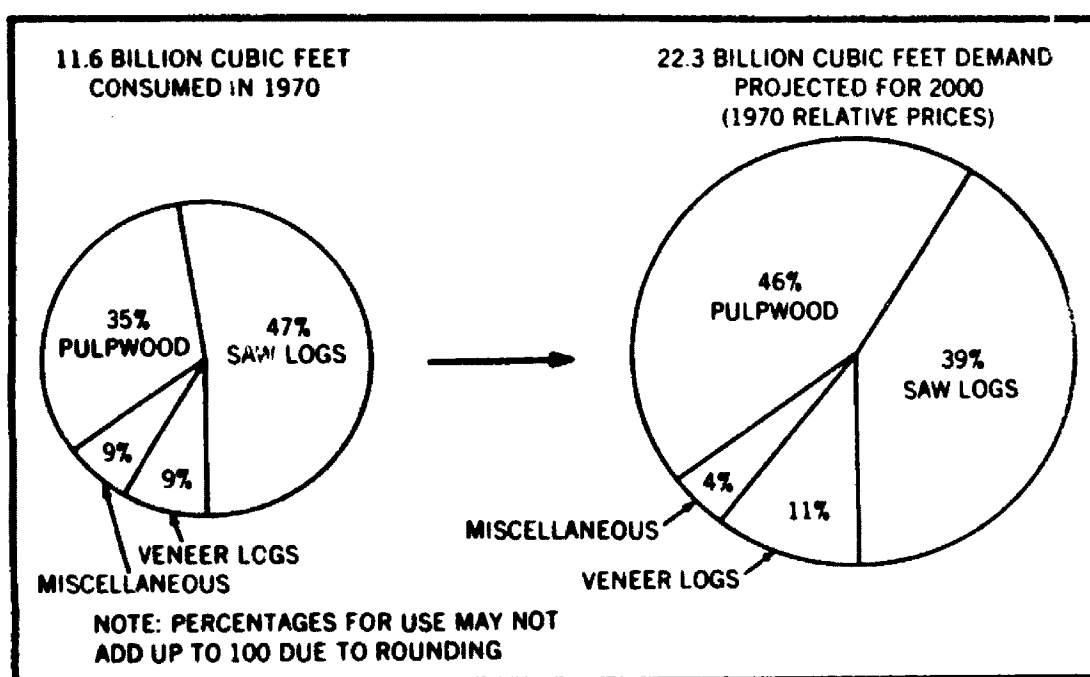 11.6 BILLION CUBIC FEET
CONSUMED IN 1970
22.3 BILLION CUBIC FEET DEMAND
PROJECTED FOR 2000
(1970 RELATIVE PRICES)
35%
PULPWOOD
47%
SAW LOGS
9%
9%
VENEER LOGS
MISCELLANEOUS
46%
PULPWOOD
39%
SAW LOGS
4%
11%
MISCELLANEOUS
VENEER LOGS
NOTE: PERCENTAGES FOR USE MAY NOT
ADD UP TO 100 DUE TO ROUNDING